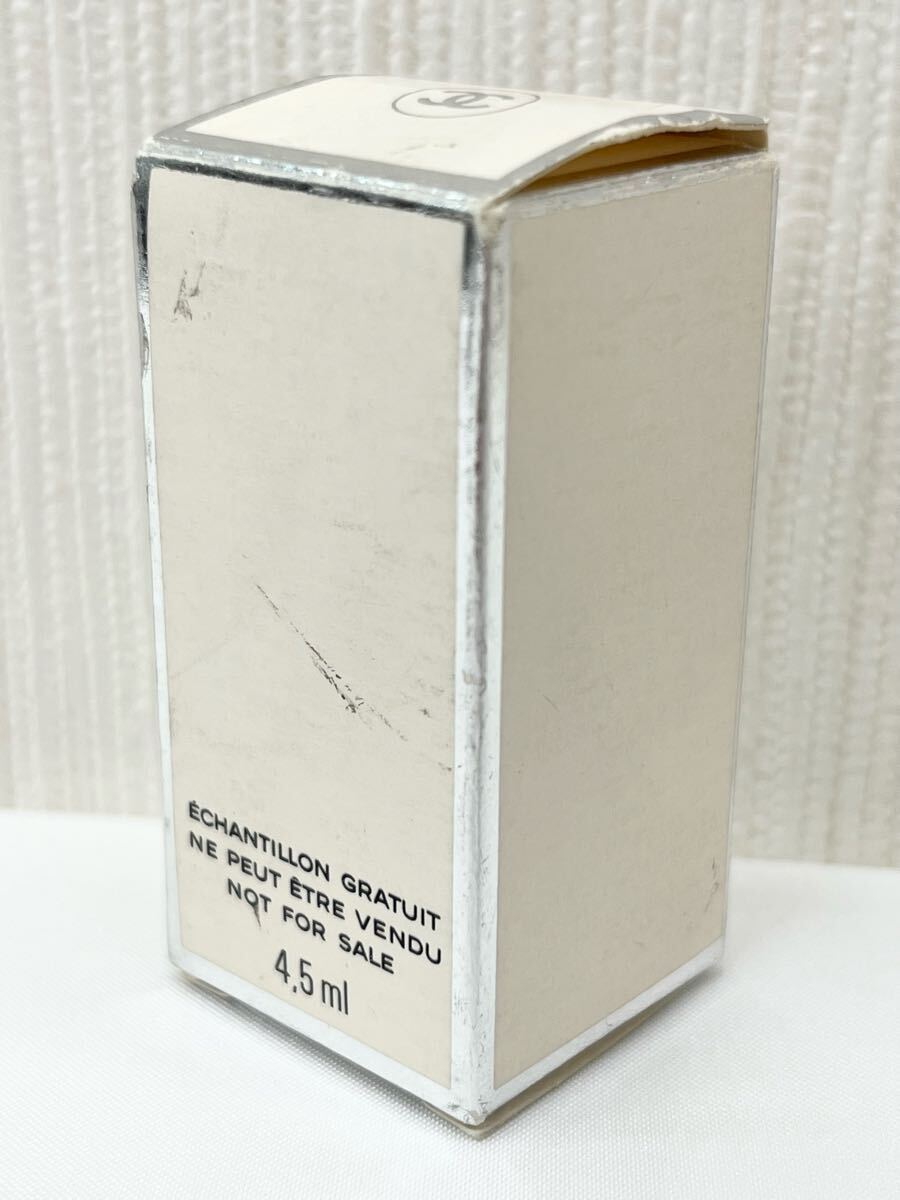 ÉCHANTILLON GRATUIT
NE PEUT ÊTRE VENDU
NOT FOR SALE
4,5 ml